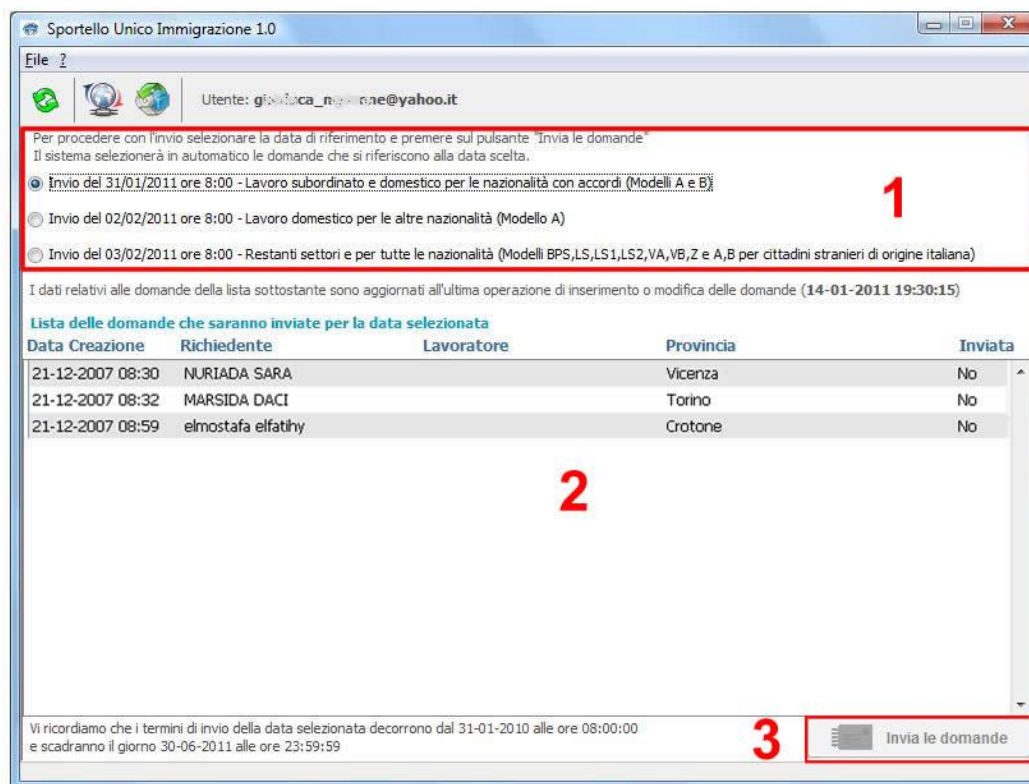 Sportello Unico Immigrazione 1.0
File ?
Utente: @yahoo.it
Per procedere con l'invio selezionare la data di riferimento e premere sul pulsante "Invia le domande"
Il sistema selezionerà in automatico le domande che si riferiscono alla data scelta.
Invio del 31/01/2011 ore 8:00 - Lavoro subordinato e domestico per le nazionalità con accordi (Modelli A e B)
1
Invio del 02/02/2011 ore 8:00 - Lavoro domestico per le altre nazionalità (Modello A)
Invio del 03/02/2011 ore 8:00 - Restanti settori e per tutte le nazionalità (Modelli BPS,LS,LS1,LS2,VA,VB,Z e A,B per cittadini stranieri di origine italiana)
I dati relativi alle domande della lista sottostante sono aggiornati all'ultima operazione di inserimento o modifica delle domande (14-01-2011 19:30:15)
Lista delle domande che saranno inviate per la data selezionata
Data Creazione Richiedente Lavoratore Provincia Inviata
21-12-2007 08:30 NURIADA SARA Vicenza No
21-12-2007 08:32 MARSIDA DACI Torino No
21-12-2007 08:59 elmostafa elfatihy Crotone No
2
Vi ricordiamo che i termini di invio della data selezionata decorrono dal 31-01-2010 alle ore 08:00:00
e scadranno il giorno 30-06-2011 alle ore 23:59:59
3
Invia le domande